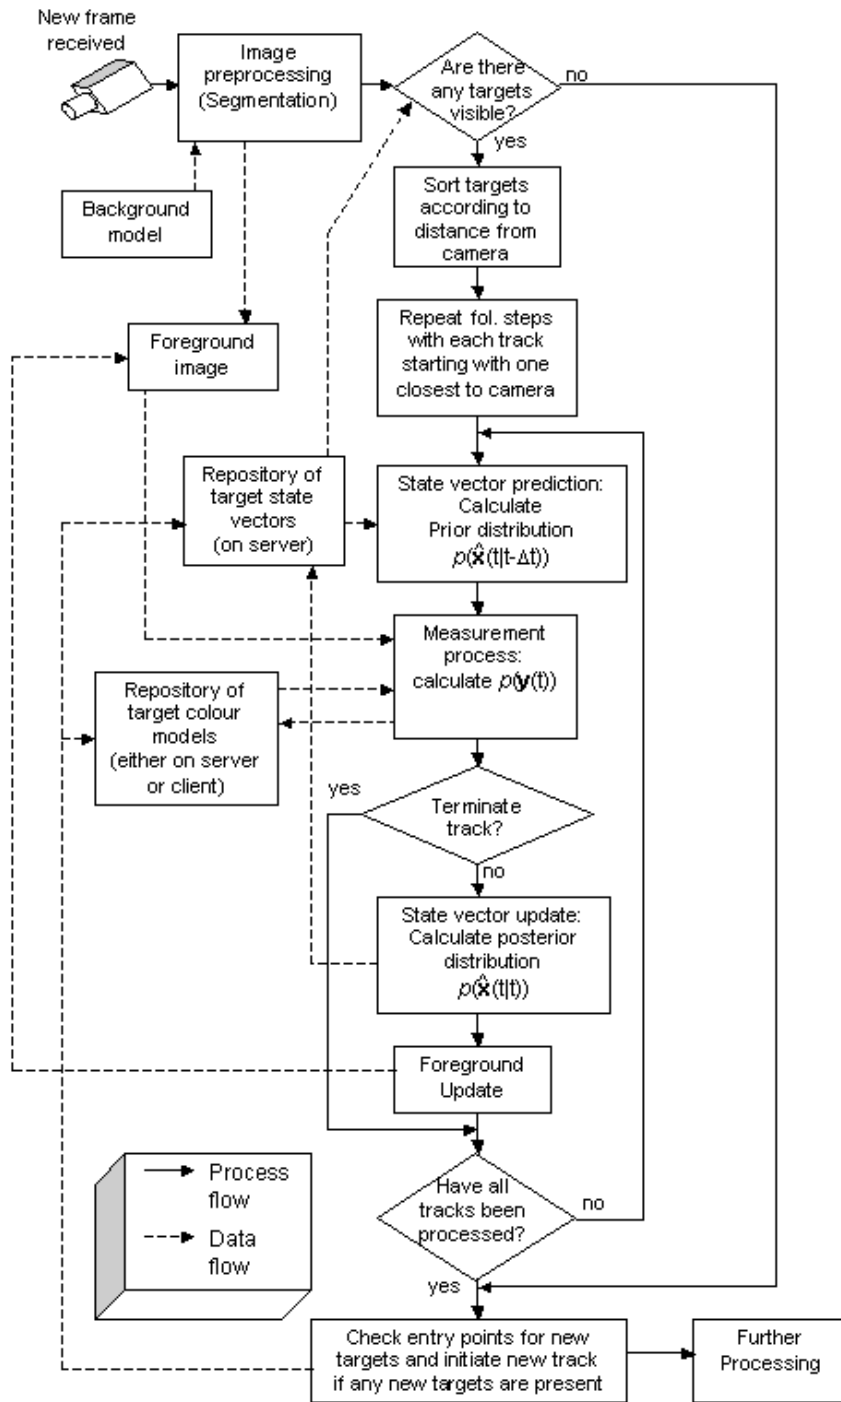 New frame
received
Image
preprocessing
(Segmentation)
Are there
any targets
visible?
no
yes
Background
model
Sort targets
according to
distance from
camera
Foreground
image
Repeat fol. steps
with each track
starting with one
closest to camera
Repository of
target state
vectors
(on server)
State vector prediction:
Calculate
Prior distribution
p(x̂(t|t-Δt))
Measurement
process:
calculate p(y(t))
Repository of
target colour
models
(either on server
or client)
yes
Terminate
track?
no
State vector update:
Calculate posterior
distribution
p(x̂(t|t))
Foreground
Update
Process
flow
Data
flow
Have all
tracks been
processed?
no
yes
Check entry points for new
targets and initiate new track
if any new targets are present
Further
Processing